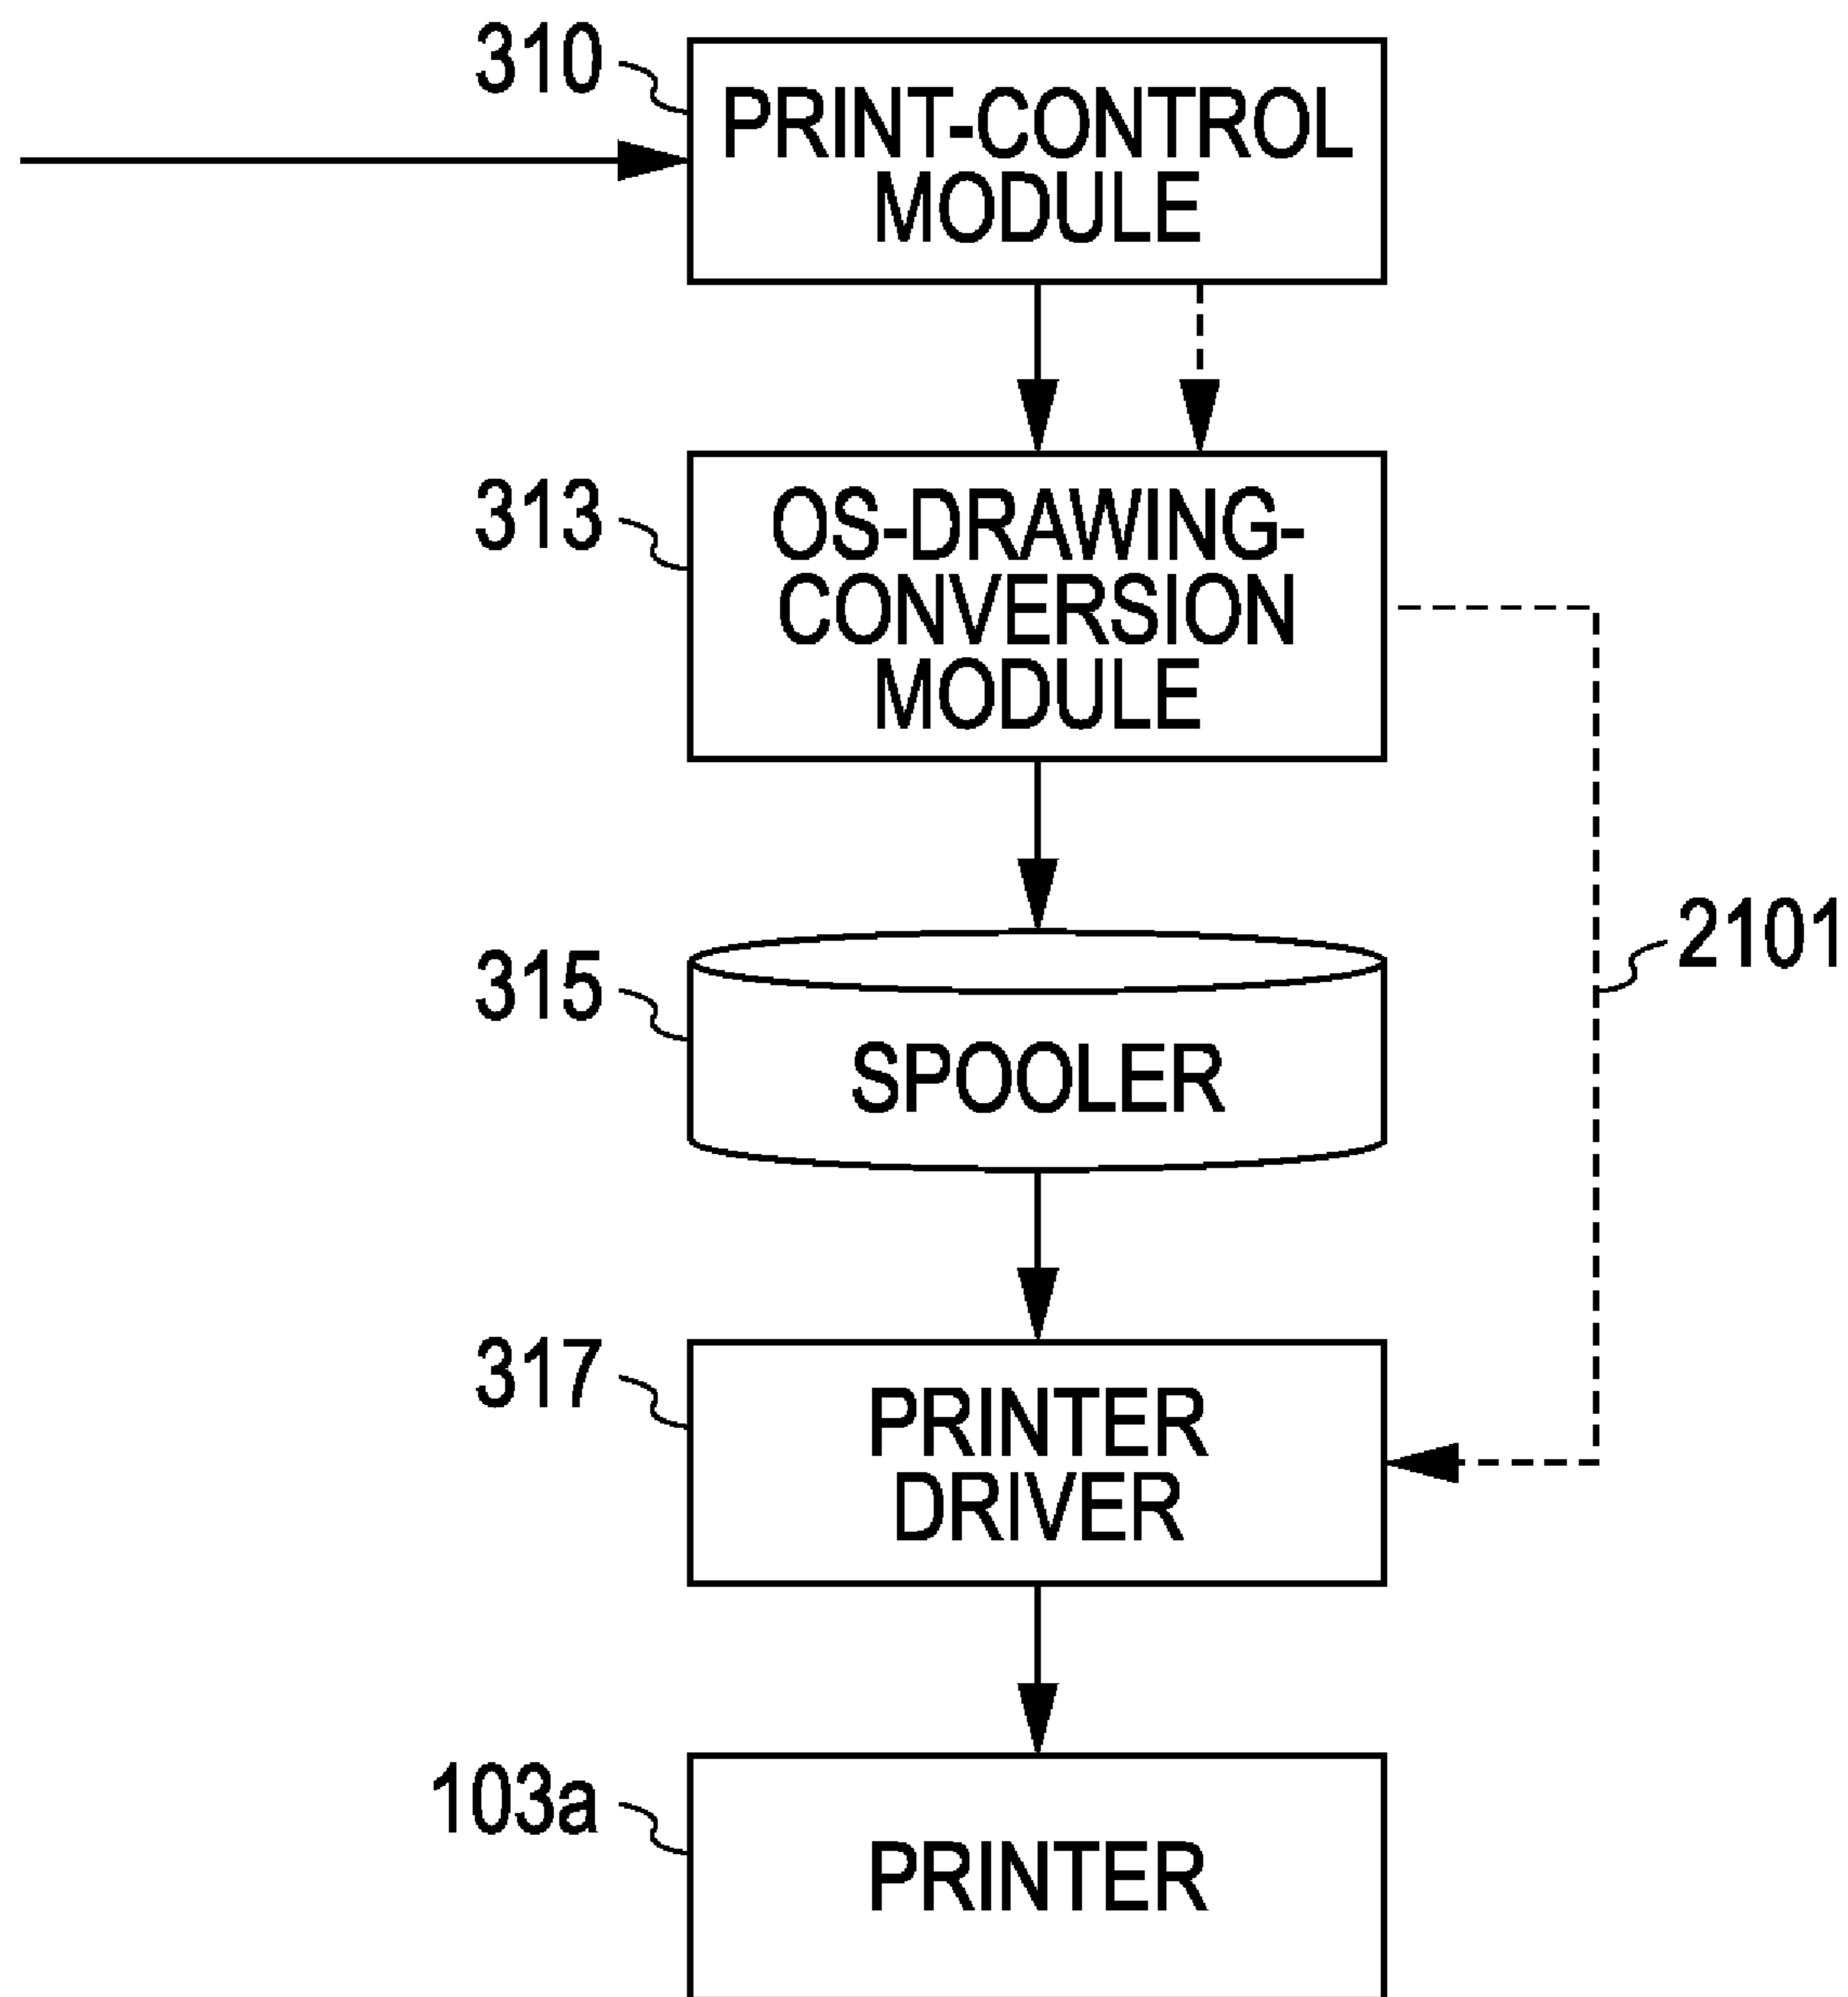 310
PRINT-CONTROL
MODULE
313
OS-DRAWING-
CONVERSION
MODULE
2101
315
SPOOLER
317
PRINTER
DRIVER
103a
PRINTER